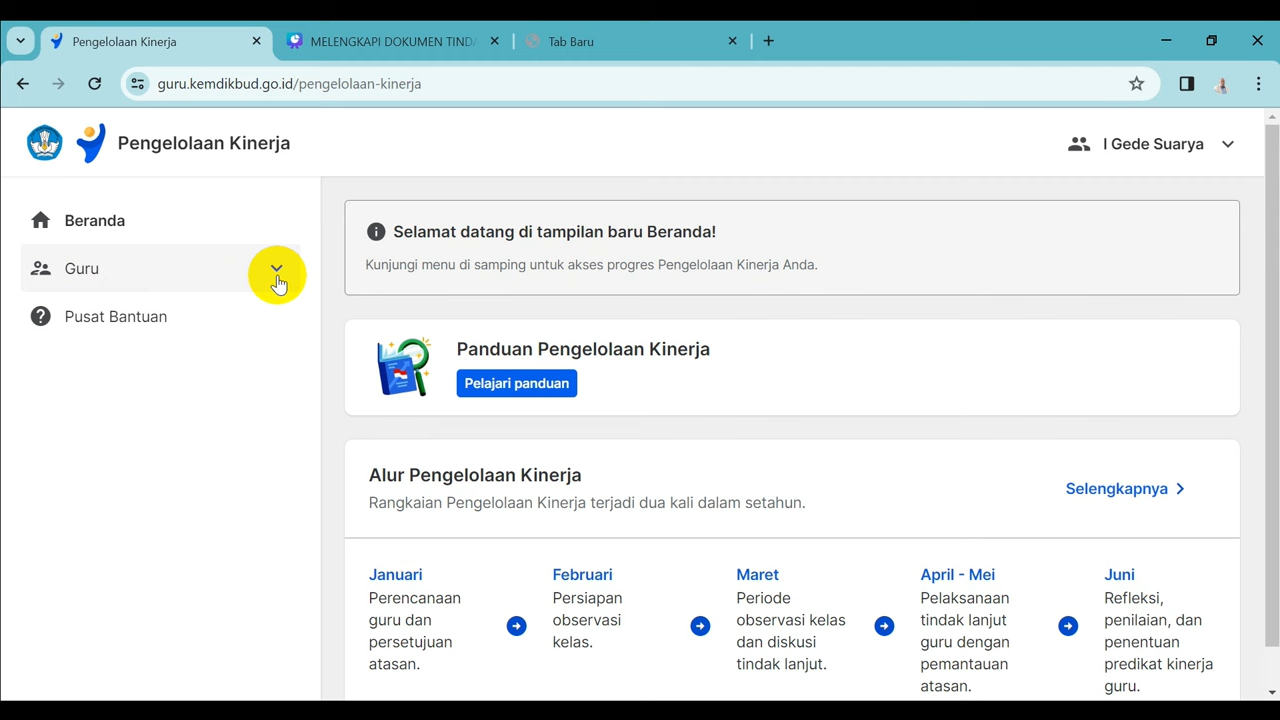 Pengelolaan Kinerja
MELENGKAPI DOKUMEN TINDA
Tab Baru
guru.kemdikbud.go.id/pengelolaan-kinerja
Pengelolaan Kinerja
I Gede Suarya
Beranda
Guru
Pusat Bantuan
Selamat datang di tampilan baru Beranda!
Kunjungi menu di samping untuk akses progres Pengelolaan Kinerja Anda.
Panduan Pengelolaan Kinerja
Pelajari panduan
Alur Pengelolaan Kinerja
Rangkaian Pengelolaan Kinerja terjadi dua kali dalam setahun.
Selengkapnya
Januari
Perencanaan
guru dan
persetujuan
atasan.
Februari
Persiapan
observasi
kelas.
Maret
Periode
observasi kelas
dan diskusi
tindak lanjut.
April - Mei
Pelaksanaan
tindak lanjut
guru dengan
pemantauan
atasan.
Juni
Refleksi,
penilaian, dan
penentuan
predikat kinerja
guru.